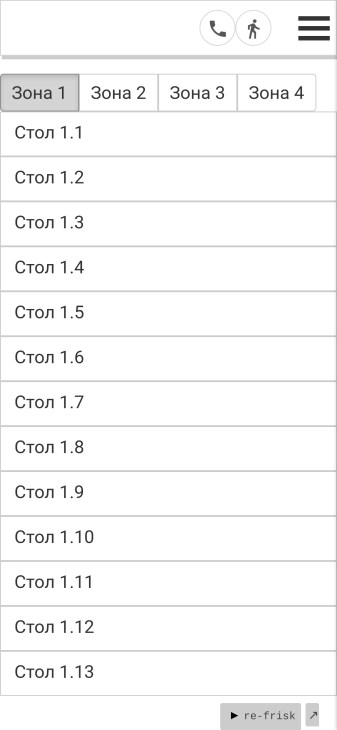 Зона 1 Зона 2 Зона 3 Зона 4
Стол 1.1
Стол 1.2
Стол 1.3
Стол 1.4
Стол 1.5
Стол 1.6
Стол 1.7
Стол 1.8
Стол 1.9
Стол 1.10
Стол 1.11
Стол 1.12
Стол 1.13
▶ re-frisk ↗